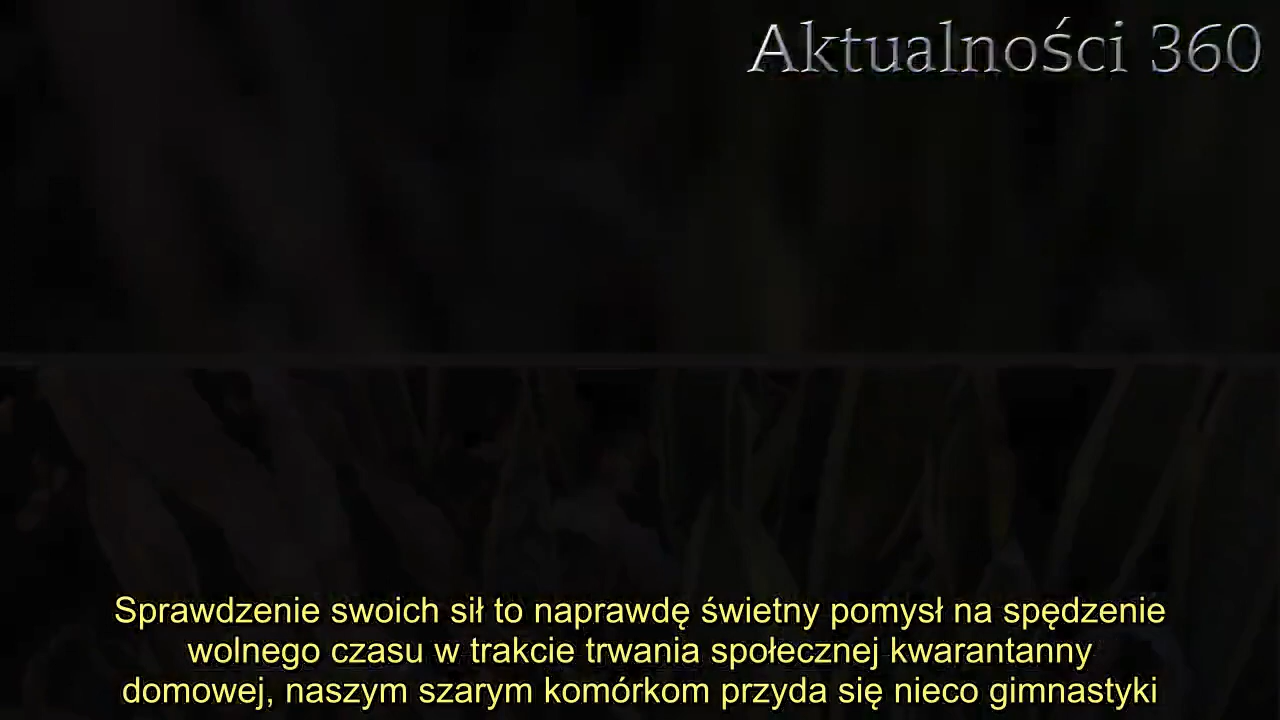 Aktualności 360
Sprawdzenie swoich sił to naprawdę świetny pomysł na spędzenie
wolnego czasu w trakcie trwania społecznej kwarantanny
domowej, naszym szarym komórkom przyda się nieco gimnastyki